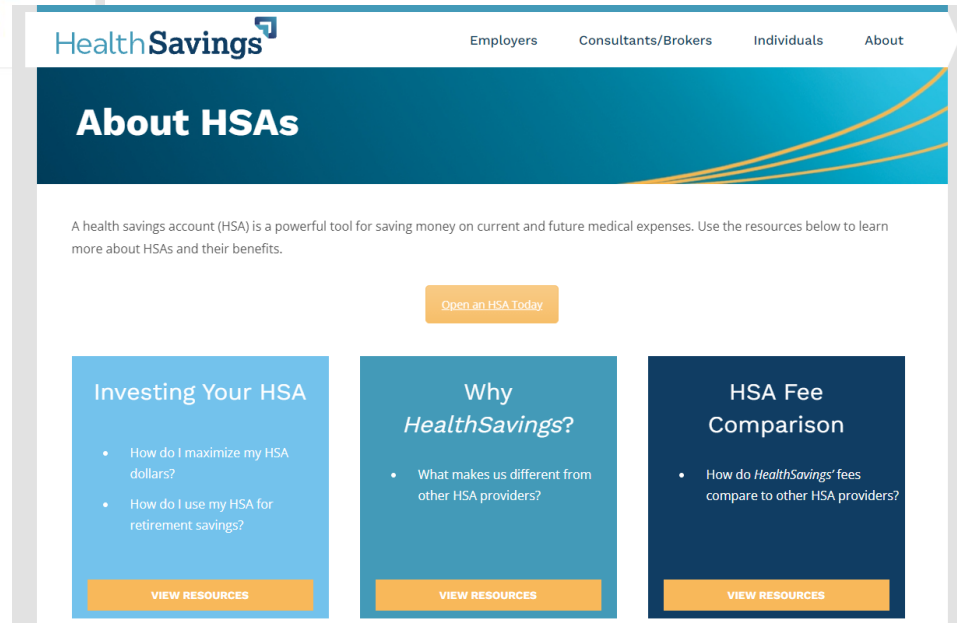 HealthSavings
Employers Consultants/Brokers Individuals About
About HSAs
A health savings account (HSA) is a powerful tool for saving money on current and future medical expenses. Use the resources below to learn
more about HSAs and their benefits.
Open an HSA Today
Investing Your HSA
• How do I maximize my HSA
dollars?
• How do I use my HSA for
retirement savings?
VIEW RESOURCES
Why
HealthSavings?
• What makes us different from
other HSA providers?
VIEW RESOURCES
HSA Fee
Comparison
• How do HealthSavings' fees
compare to other HSA providers?
VIEW RESOURCES